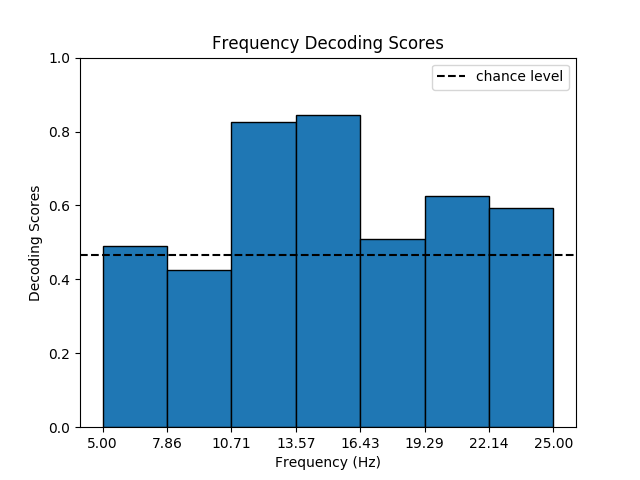 Frequency Decoding Scores
chance level
1.0
0.8
0.6
0.4
0.2
0.0
Decoding Scores
5.00 7.86 10.71 13.57 16.43 19.29 22.14 25.00
Frequency (Hz)